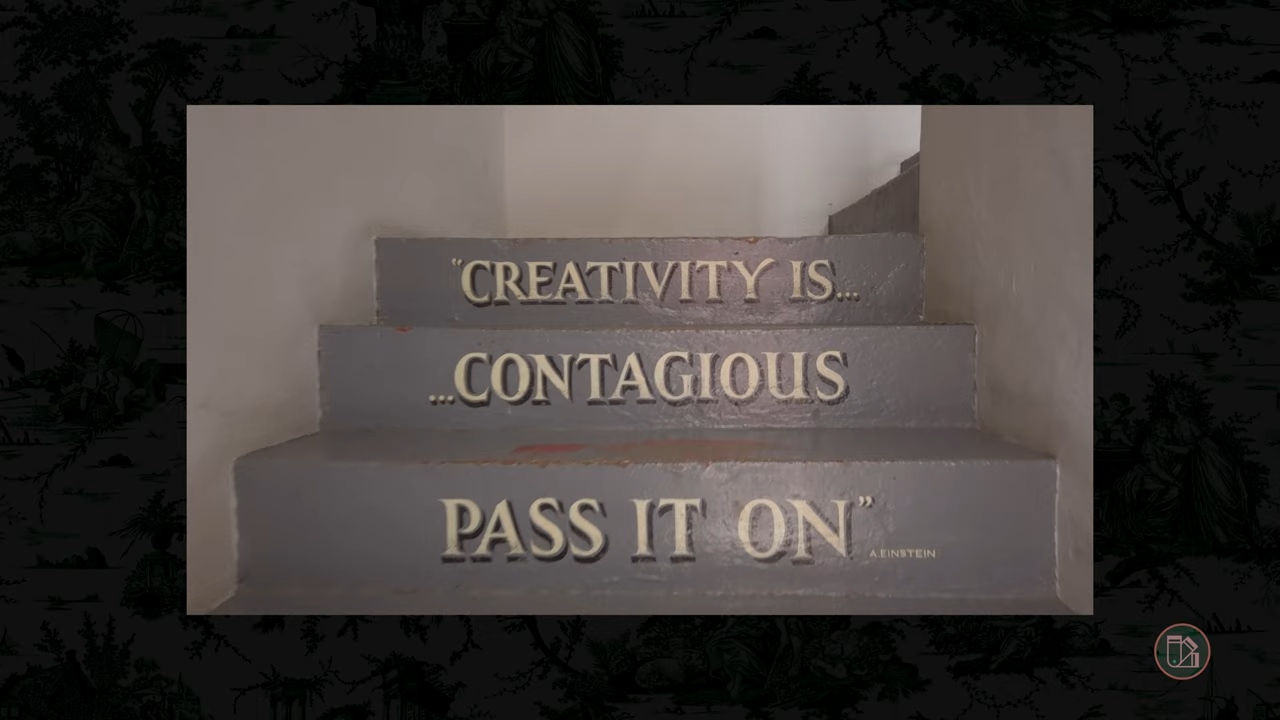 "CREATIVITY IS...
...CONTAGIOUS
PASS IT ON"
A.EINSTEIN